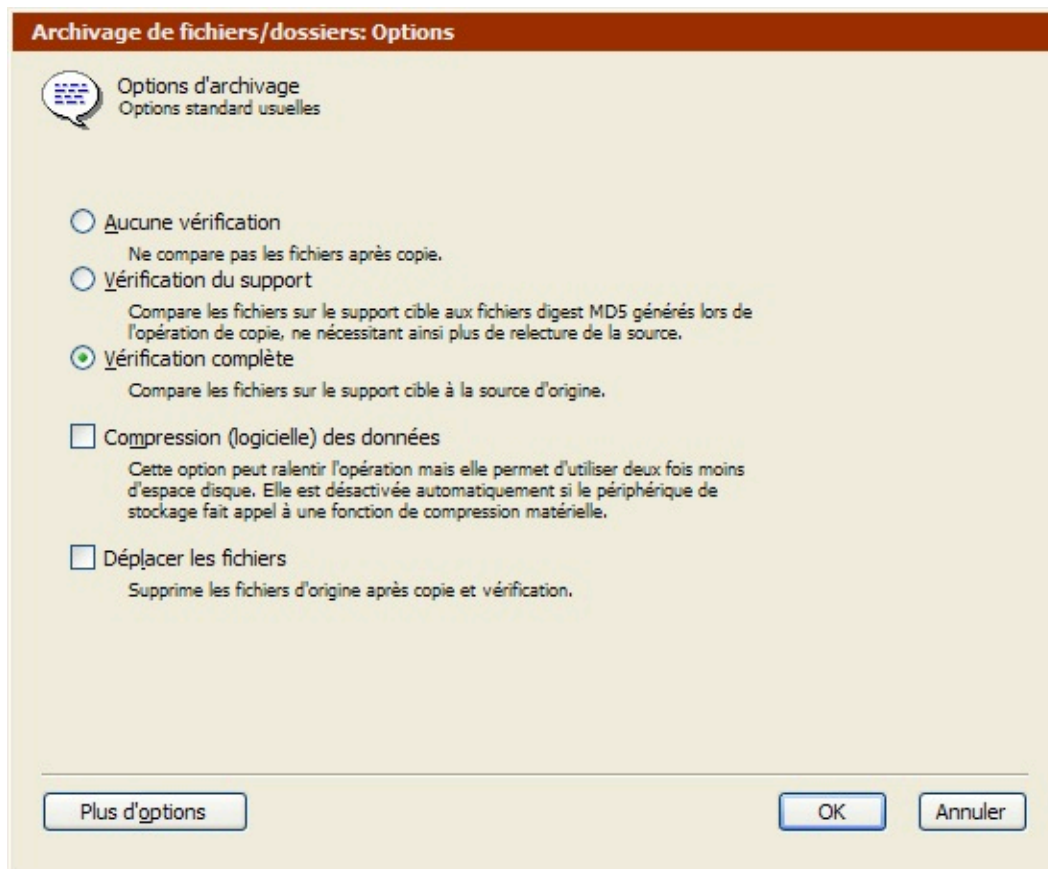 Archivage de fichiers/dossiers: Options
Options d'archivage
Options standard usuelles
Aucune vérification
Ne compare pas les fichiers après copie.
Vérification du support
Compare les fichiers sur le support cible aux fichiers digest MD5 générés lors de
l'opération de copie, ne nécessitant ainsi plus de relecture de la source.
Vérification complète
Compare les fichiers sur le support cible à la source d'origine.
Compression (logicielle) des données
Cette option peut ralentir l'opération mais elle permet d'utiliser deux fois moins
d'espace disque. Elle est désactivée automatiquement si le périphérique de
stockage fait appel à une fonction de compression matérielle.
Déplacer les fichiers
Supprime les fichiers d'origine après copie et vérification.
Plus d'options
OK
Annuler